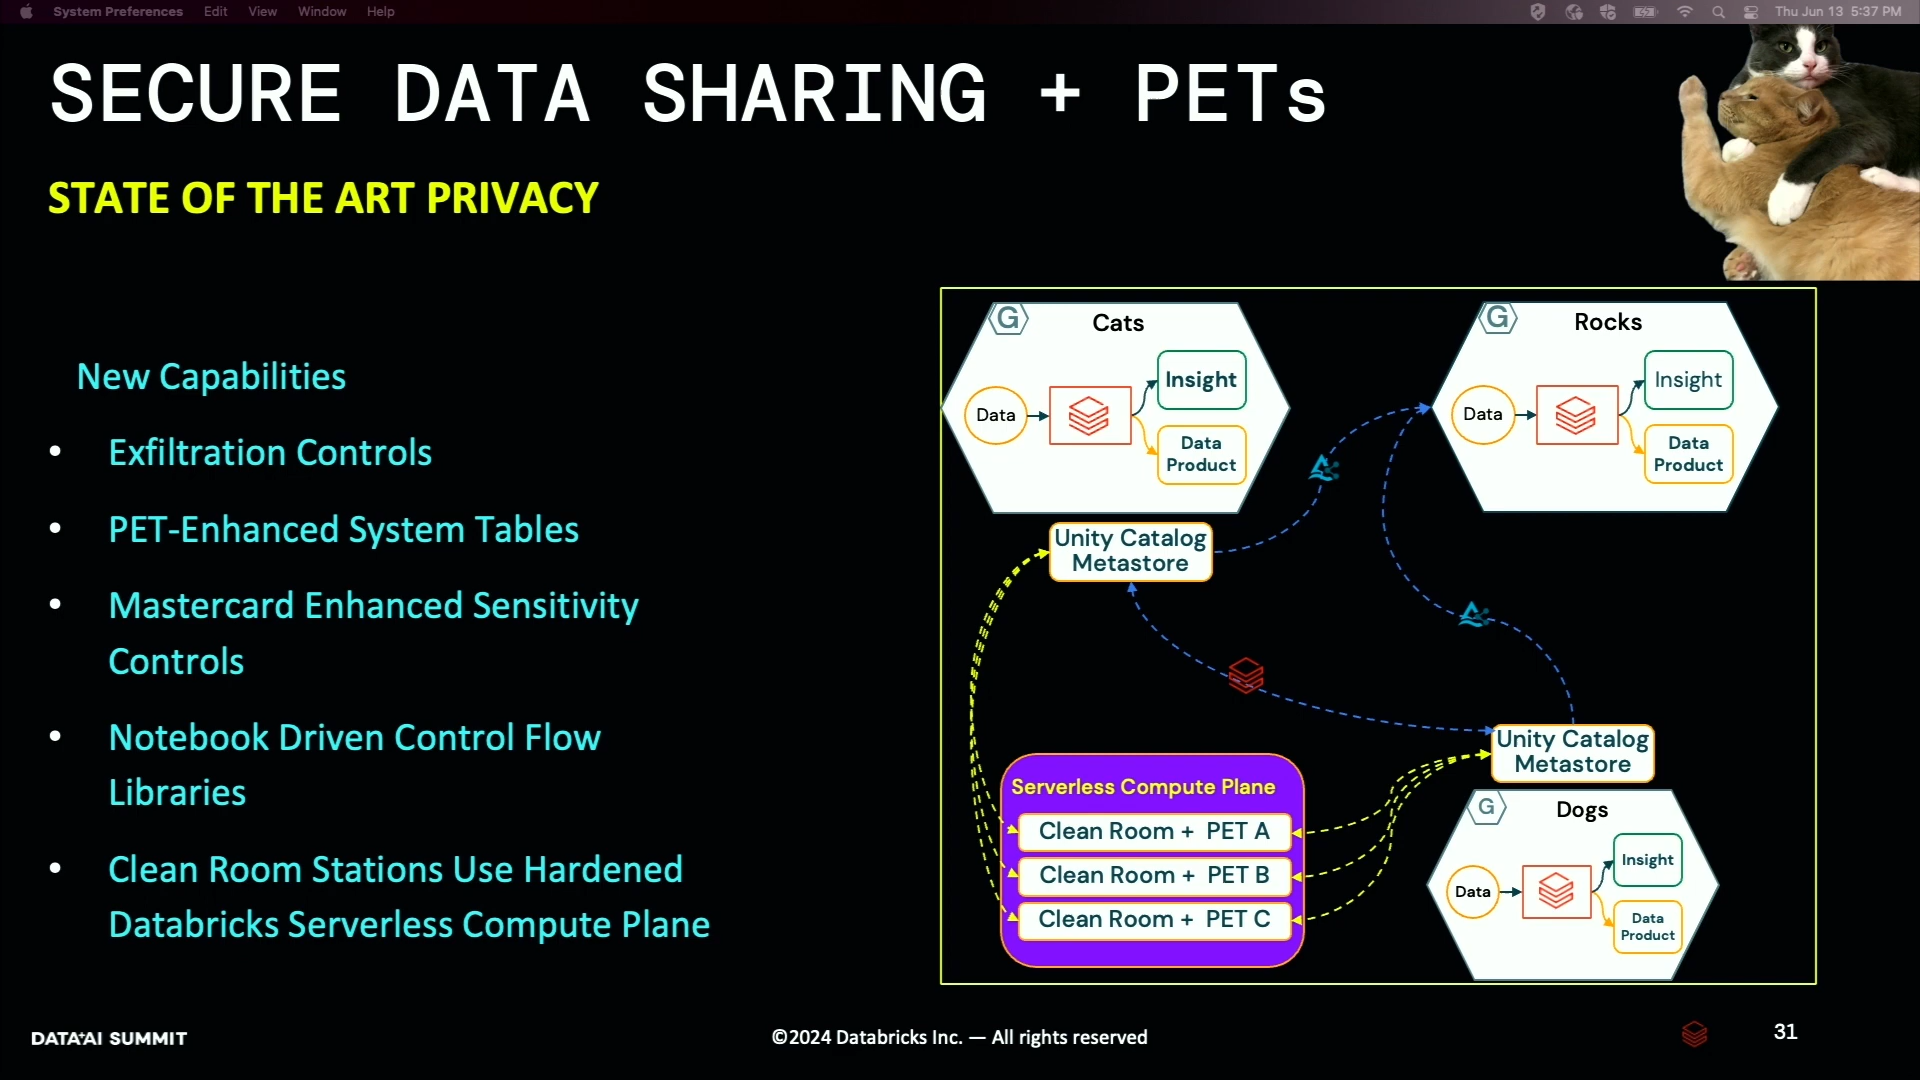 System Preferences Edit View Window Help
Thu Jun 13 5:37 PM
SECURE DATA SHARING + PETs
STATE OF THE ART PRIVACY
New Capabilities
• Exfiltration Controls
• PET-Enhanced System Tables
• Mastercard Enhanced Sensitivity
Controls
• Notebook Driven Control Flow
Libraries
• Clean Room Stations Use Hardened
Databricks Serverless Compute Plane
G
Cats
Data
Insight
Data
Product
G
Rocks
Data
Insight
Data
Product
Unity Catalog
Metastore
Unity Catalog
Metastore
Serverless Compute Plane
Clean Room + PET A
Clean Room + PET B
Clean Room + PET C
G
Dogs
Data
Insight
Data
Product
DATA+AI SUMMIT
©2024 Databricks Inc. — All rights reserved
31